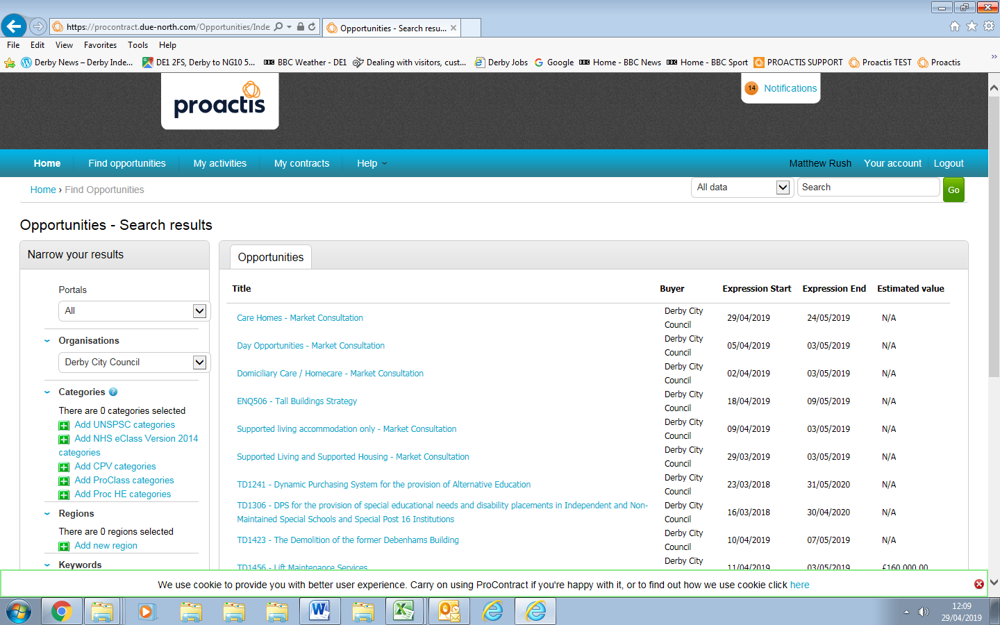 https://procontract.due-north.com/Opportunities/Inde:
Opportunities - Search resu...
File Edit View Favorites Tools Help
Derby News – Derby Inde...
DE1 2FS, Derby to NG10 5...
BBC Weather - DE1
Dealing with visitors, cust...
Derby Jobs
Google
Home - BBC News
Home - BBC Sport
PROACTIS SUPPORT
Proactis TEST
Proactis
proactis
14 Notifications
Home Find opportunities My activities My contracts Help
Matthew Rush Your account Logout
Home › Find Opportunities
All data Search Go
Opportunities - Search results
Narrow your results
Portals
All
Organisations
Derby City Council
Categories ?
There are 0 categories selected
Add UNSPSC categories
Add NHS eClass Version 2014
categories
Add CPV categories
Add ProClass categories
Add Proc HE categories
Regions
There are 0 regions selected
Add new region
Keywords
Opportunities
Title Buyer Expression Start Expression End Estimated value
Care Homes - Market Consultation Derby City Council 29/04/2019 24/05/2019 N/A
Day Opportunities - Market Consultation Derby City Council 05/04/2019 03/05/2019 N/A
Domiciliary Care / Homecare - Market Consultation Derby City Council 02/04/2019 03/05/2019 N/A
ENQ506 - Tall Buildings Strategy Derby City Council 18/04/2019 09/05/2019 N/A
Supported living accommodation only - Market Consultation Derby City Council 09/04/2019 03/05/2019 N/A
Supported Living and Supported Housing - Market Consultation Derby City Council 29/03/2019 03/05/2019 N/A
TD1241 - Dynamic Purchasing System for the provision of Alternative Education Derby City Council 23/03/2018 31/05/2020 N/A
TD1306 - DPS for the provision of special educational needs and disability placements in Independent and Non-
Maintained Special Schools and Special Post 16 Institutions Derby City Council 16/03/2018 30/04/2020 N/A
TD1423 - The Demolition of the former Debenhams Building Derby City Council 10/04/2019 07/05/2019 N/A
TD1456 - Lift Maintenance Services Derby City 11/04/2019 03/05/2019 £160,000.00
We use cookie to provide you with better user experience. Carry on using ProContract if you're happy with it, or to find out how we use cookie click here
12:09
29/04/2019